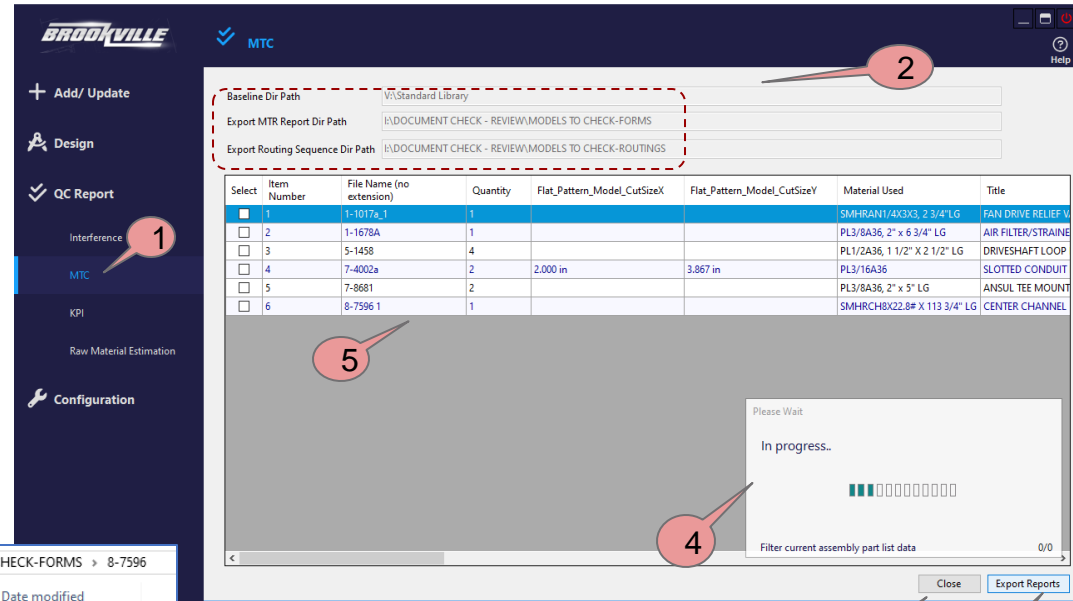 BROOKVILLE
MTC
Help
Add/ Update
Design
QC Report
Interference
MTC
KPI
Raw Material Estimation
Configuration
1
2
Baseline Dir Path V:\Standard Library
Export MTR Report Dir Path I:\DOCUMENT CHECK - REVIEW\MODELS TO CHECK-FORMS
Export Routing Sequence Dir Path I:\DOCUMENT CHECK - REVIEW\MODELS TO CHECK-ROUTINGS
Select Item Number File Name (no extension) Quantity Flat_Pattern_Model_CutSizeX Flat_Pattern_Model_CutSizeY Material Used Title
1 1-1017a_1 1 SMHRAN1/4X3X3, 2 3/4"LG FAN DRIVE RELIEF V
2 1-1678A 1 PL3/8A36, 2" x 6 3/4" LG AIR FILTER/STRAINE
3 5-1458 4 PL1/2A36, 1 1/2" X 2 1/2" LG DRIVESHAFT LOOP
4 7-4002a 2 2.000 in 3.867 in PL3/16A36 SLOTTED CONDUIT
5 7-8681 2 PL3/8A36, 2" x 5" LG ANSUL TEE MOUNT
6 8-7596 1 1 SMHRCH8X22.8# X 113 3/4" LG CENTER CHANNEL
5
Please Wait
In progress..
4
Filter current assembly part list data 0/0
Close Export Reports
HECK-FORMS > 8-7596
Date modified